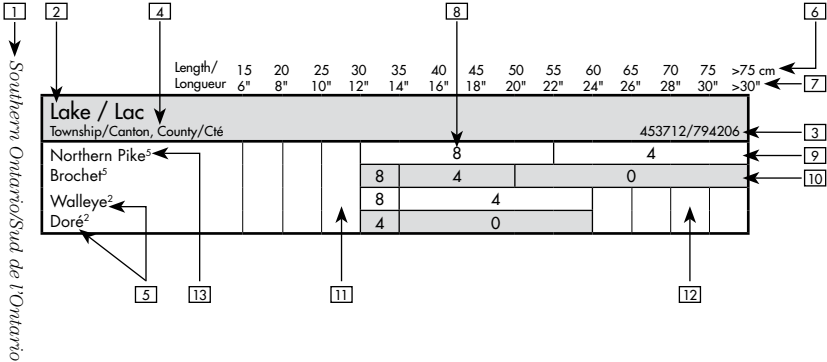 1 2 4 8 6
Length/ 15 20 25 30 35 40 45 50 55 60 65 70 75 >75 cm
Longueur 6" 8" 10" 12" 14" 16" 18" 20" 22" 24" 26" 28" 30" >30"
7
Lake / Lac
Township/Canton, County/Cté 453712/794206 3
Northern Pike⁵ 8 4 9
Brochet⁵ 8 4 0 10
Walleye² 8 4
Doré² 4 0
5 13 11 12
Southern Ontario/Sud de l'Ontario